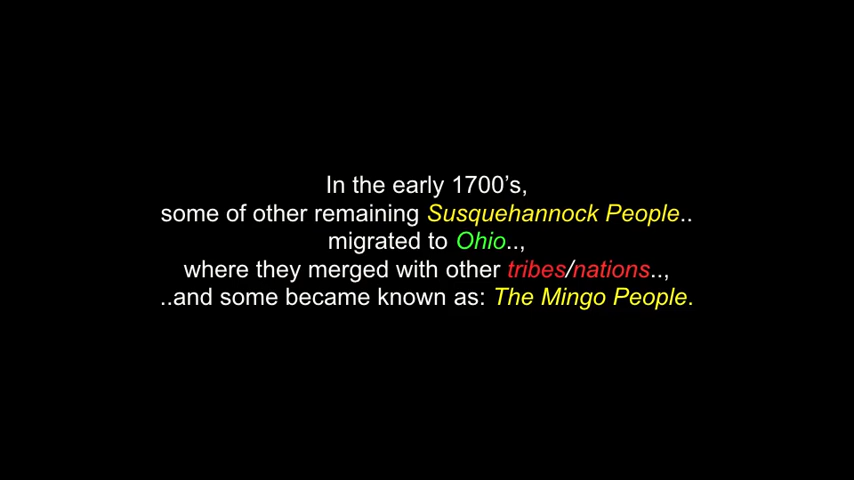 In the early 1700’s,
some of other remaining Susquehannock People..
migrated to Ohio..,
where they merged with other tribes/nations..,
..and some became known as: The Mingo People.